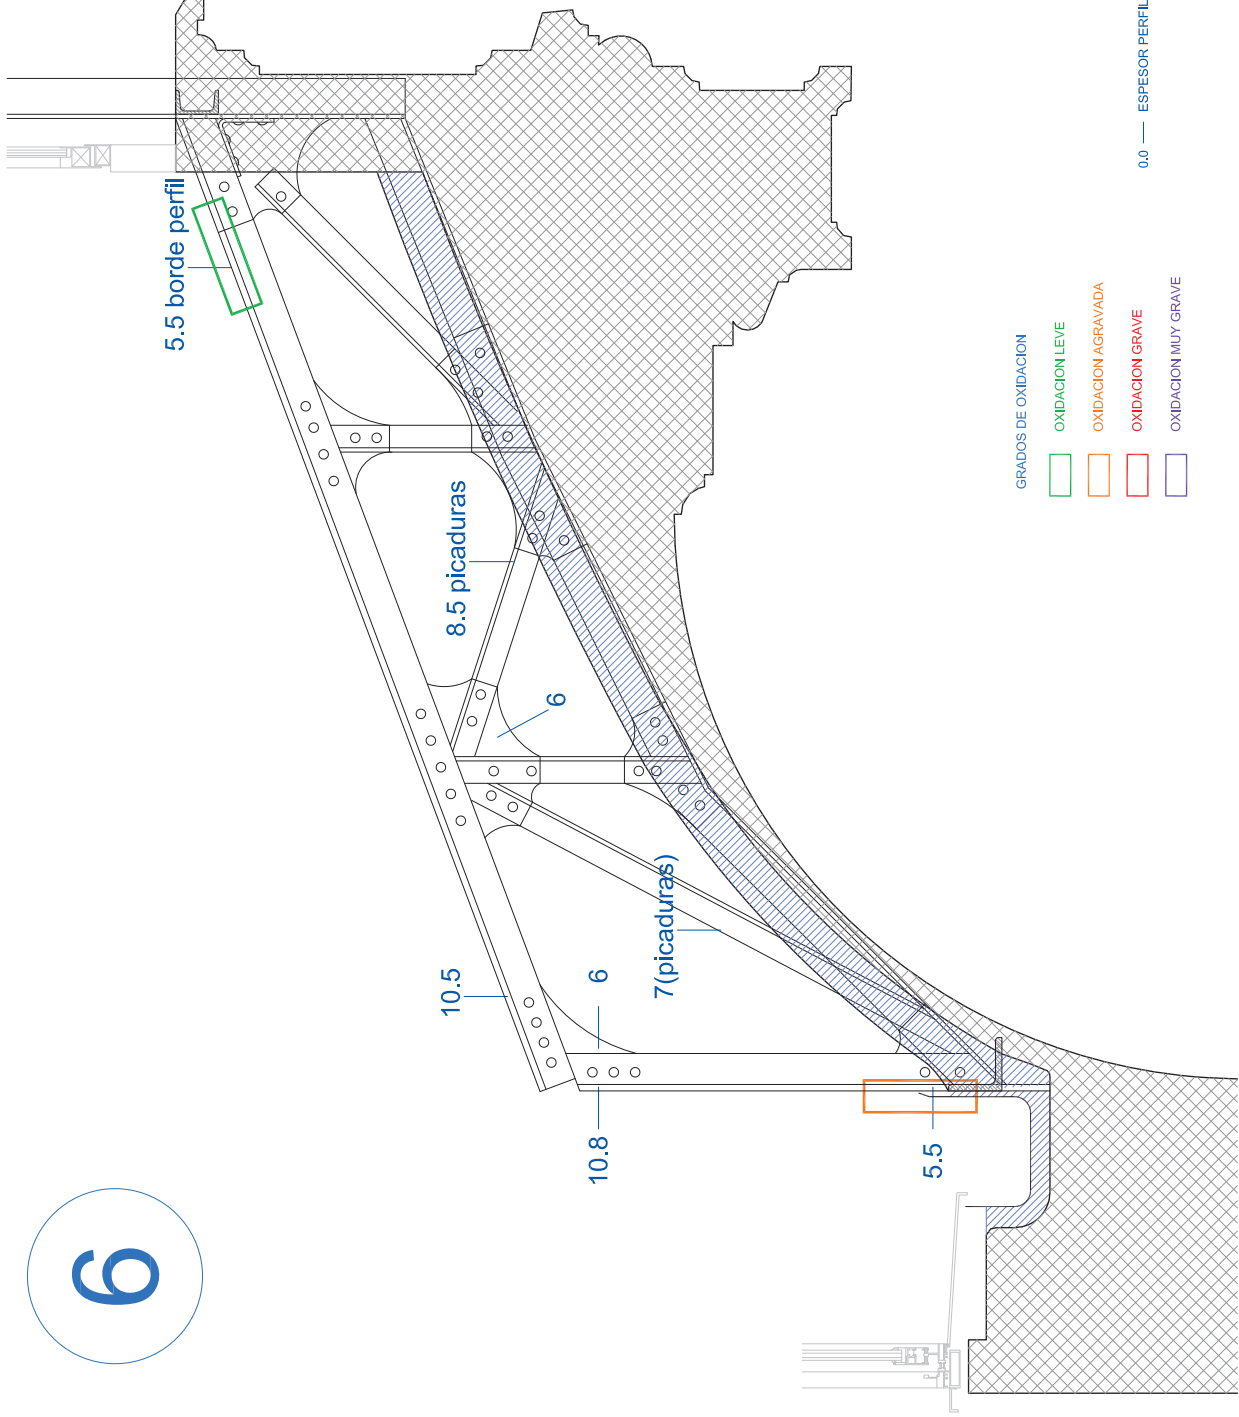 6
5.5 borde perfil
8.5 picaduras
6
10.5
6
7(picaduras)
10.8
5.5
GRADOS DE OXIDACION
OXIDACION LEVE
OXIDACION AGRAVADA
OXIDACION GRAVE
OXIDACION MUY GRAVE
0.0 — ESPESOR PERFIL